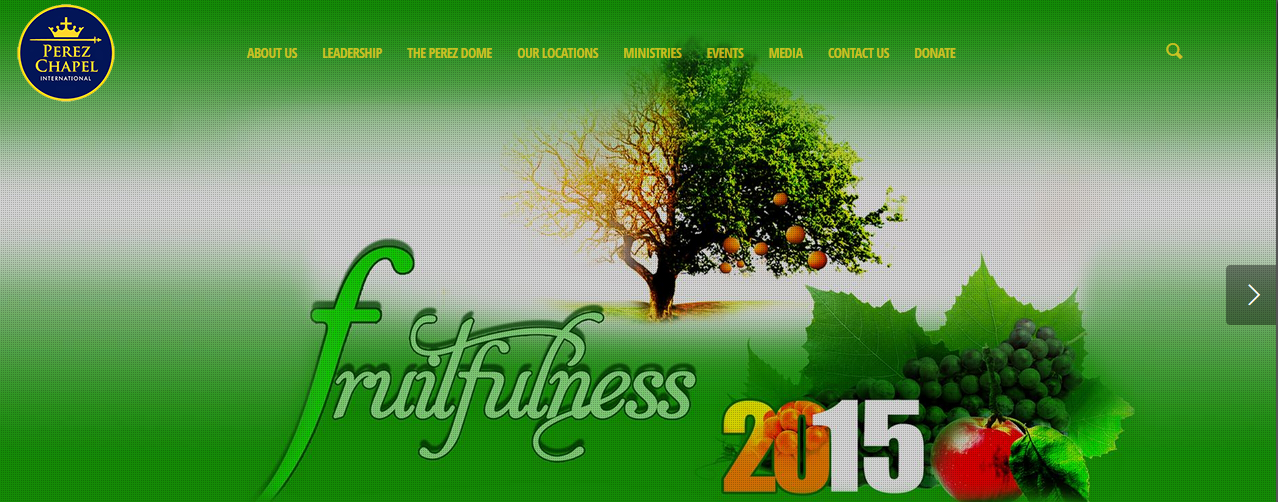 PEREZ
CHAPEL
INTERNATIONAL
ABOUT US LEADERSHIP THE PEREZ DOME OUR LOCATIONS MINISTRIES EVENTS MEDIA CONTACT US DONATE
fruitfulness
2015